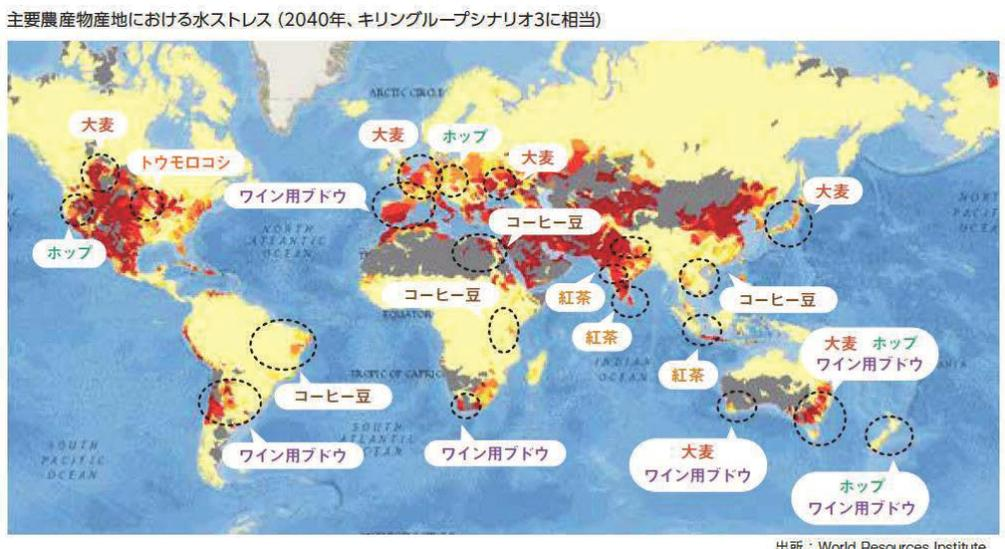 主要農産物産地における水ストレス（2040年、キリングループシナリオ3に相当）
ARCTIC CIRCLE
大麦
トウモロコシ
大麦
ホップ
大麦
ワイン用ブドウ
コーヒー豆
大麦
ホップ
NORTH
ATLANTIC
OCEAN
コーヒー豆
紅茶
コーヒー豆
EQUATOR
紅茶
大麦 ホップ
ワイン用ブドウ
INDIAN
OCEAN
紅茶
TROPIC OF CAPRIC
コーヒー豆
SOUTH
ATLANTIC
OCEAN
SOUTH
PACIFIC
OCEAN
ワイン用ブドウ
ワイン用ブドウ
大麦
ワイン用ブドウ
ホップ
ワイン用ブドウ
出所：World Resources Institute